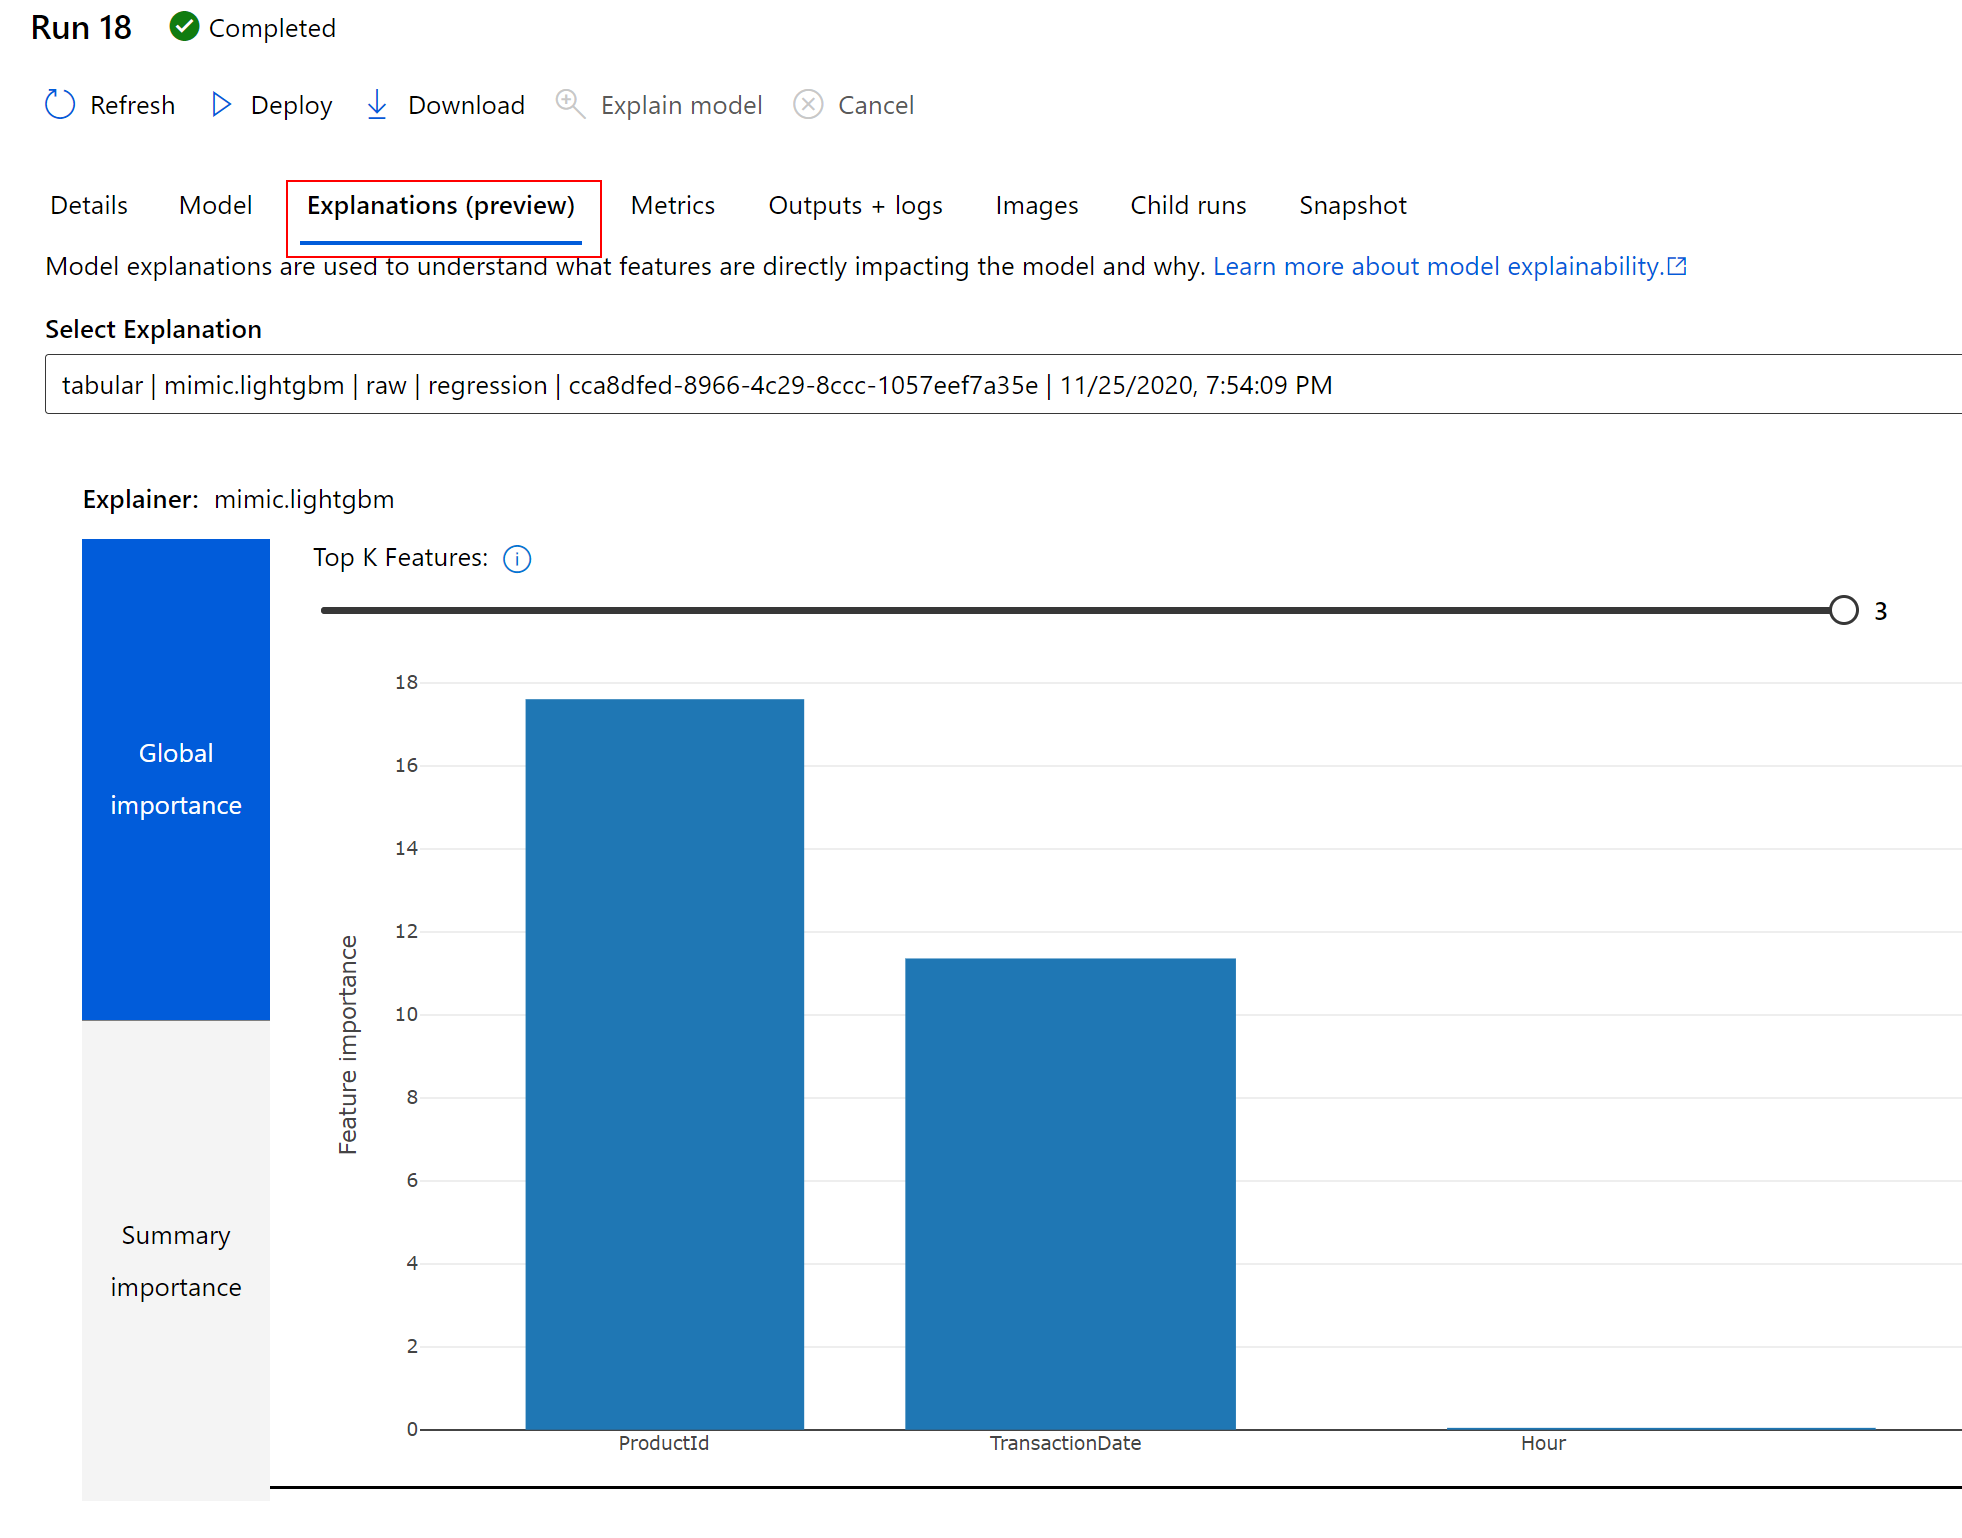 Run 18 Completed
Refresh Deploy Download Explain model Cancel
Details Model Explanations (preview) Metrics Outputs + logs Images Child runs Snapshot
Model explanations are used to understand what features are directly impacting the model and why. Learn more about model explainability.
Select Explanation
tabular | mimic.lightgbm | raw | regression | cca8dfed-8966-4c29-8ccc-1057eef7a35e | 11/25/2020, 7:54:09 PM
Explainer: mimic.lightgbm
Global
importance
Summary
importance
Top K Features:
3
Feature importance
18
16
14
12
10
8
6
4
2
0
ProductId TransactionDate Hour